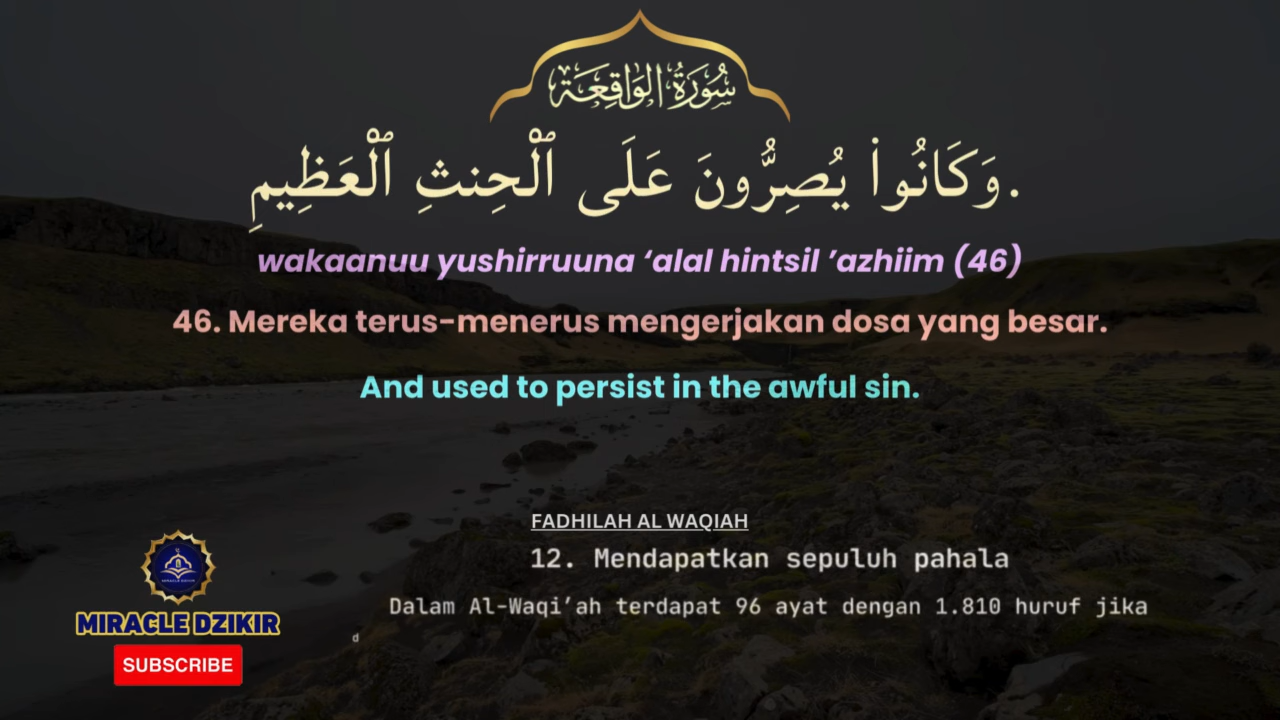 سُورَةُ الوَاقِعَة
وَكَانُوا۟ يُصِرُّونَ عَلَى ٱلْحِنثِ ٱلْعَظِيمِ.
wakaanuu yushirruuna ‘alal hintsil ’azhiim (46)
46. Mereka terus-menerus mengerjakan dosa yang besar.
And used to persist in the awful sin.
FADHILAH AL WAQIAH
12. Mendapatkan sepuluh pahala
Dalam Al-Waqi’ah terdapat 96 ayat dengan 1.810 huruf jika
d
MIRACLE DZIKIR
MIRACLE DZIKIR
SUBSCRIBE